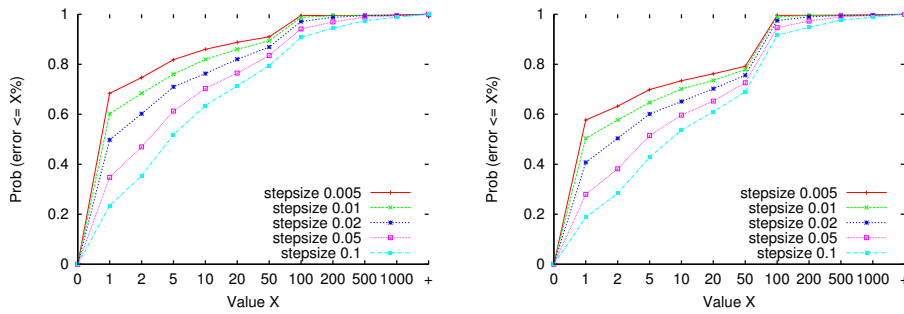 1
0.8
0.6
0.4
0.2
0
Prob (error <= X%)
stepsize 0.005
stepsize 0.01
stepsize 0.02
stepsize 0.05
stepsize 0.1
0 1 2 5 10 20 50 100 200 500 1000 +
Value X
1
0.8
0.6
0.4
0.2
0
Prob (error <= X%)
stepsize 0.005
stepsize 0.01
stepsize 0.02
stepsize 0.05
stepsize 0.1
0 1 2 5 10 20 50 100 200 500 1000 +
Value X